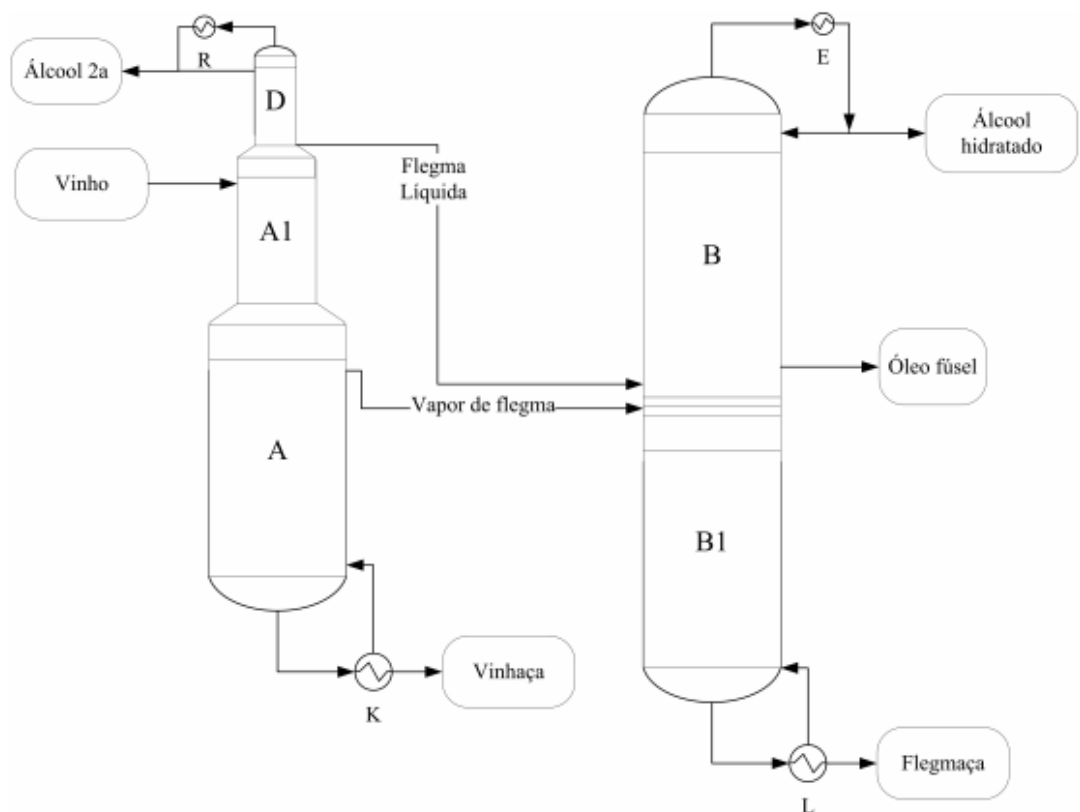 Álcool 2a
R
D
E
Álcool
hidratado
Flegma
Líquida
Vinho
A1
B
Óleo fúsel
Vapor de flegma
A
B1
Vinhaça
K
Flegmaça
L